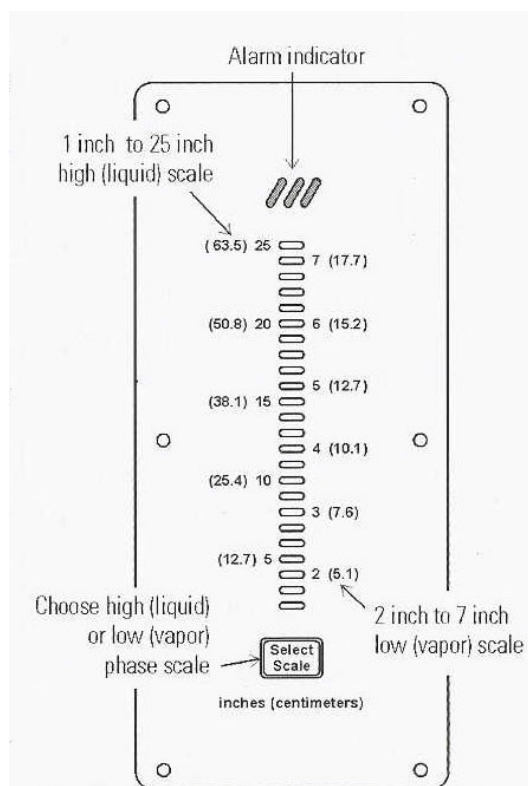 Alarm indicator
1 inch to 25 inch
high (liquid) scale
(63.5) 25
7 (17.7)
(50.8) 20
6 (15.2)
5 (12.7)
(38.1) 15
4 (10.1)
(25.4) 10
3 (7.6)
(12.7) 5
2 (5.1)
Choose high (liquid)
or low (vapor)
phase scale
2 inch to 7 inch
low (vapor) scale
Select
Scale
inches (centimeters)